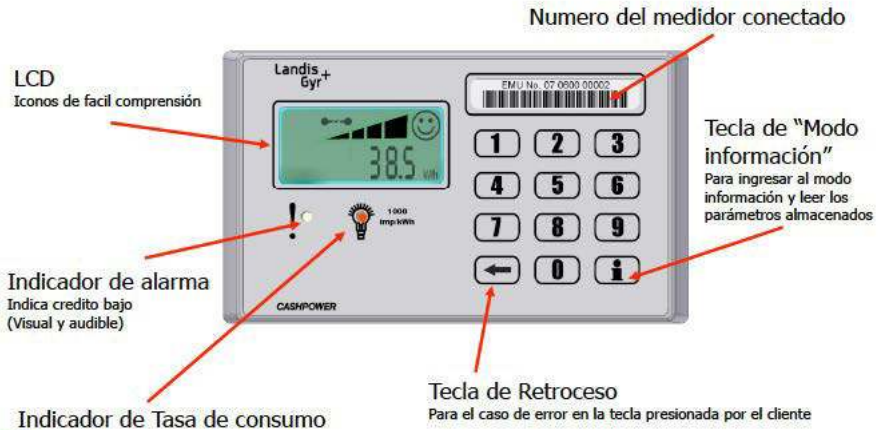 Numero del medidor conectado
LCD
Iconos de facil comprensión
Landis
Gyr+
EMU No. 07 0600 00002
38.5 kWh
1 2 3
4 5 6
7 8 9
0 i
!
1000
imp/kWh
CASHPOWER
Tecla de “Modo
información”
Para ingresar al modo
información y leer los
parámetros almacenados
Indicador de alarma
Indica credito bajo
(Visual y audible)
Tecla de Retroceso
Para el caso de error en la tecla presionada por el cliente
Indicador de Tasa de consumo